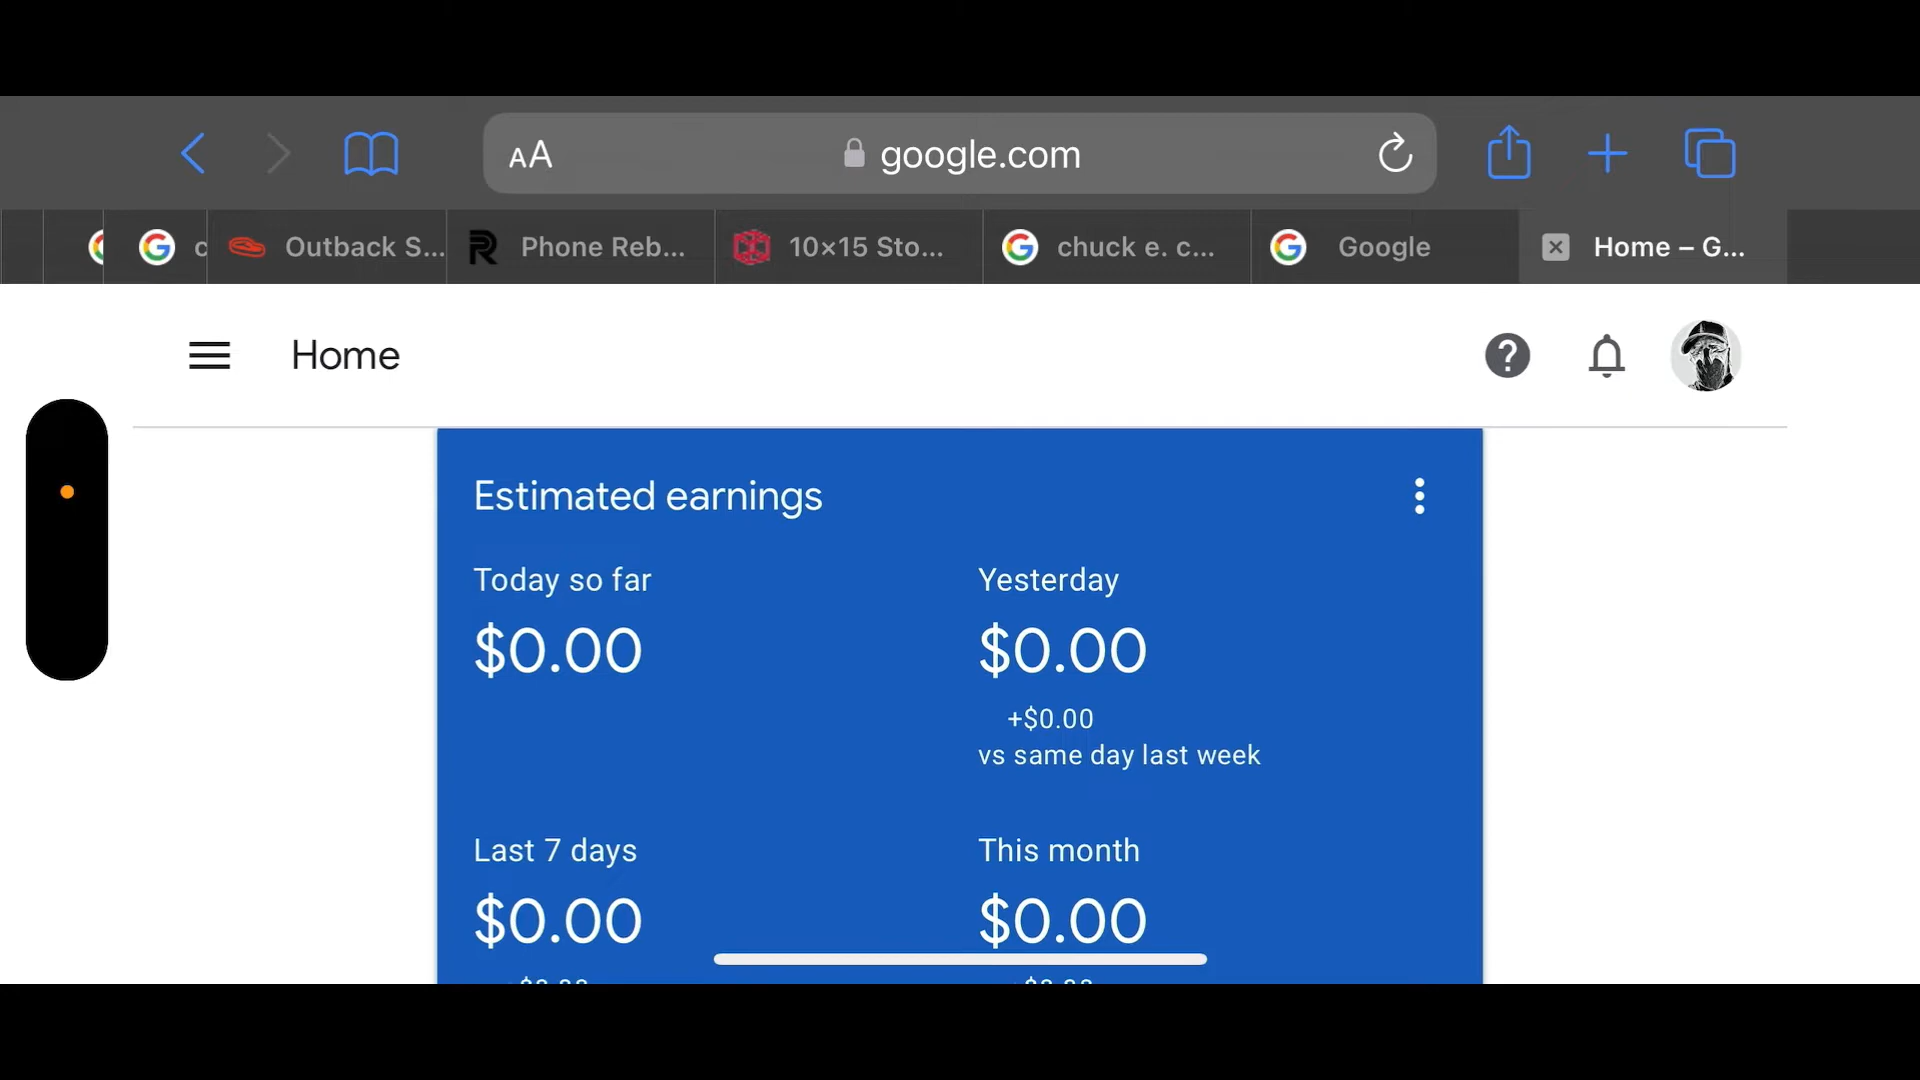 AA google.com
c Outback S... Phone Reb... 10×15 Sto... chuck e. c... Google Home – G...
Home
Estimated earnings
Today so far Yesterday
$0.00 $0.00
+$0.00
vs same day last week
Last 7 days This month
$0.00 $0.00